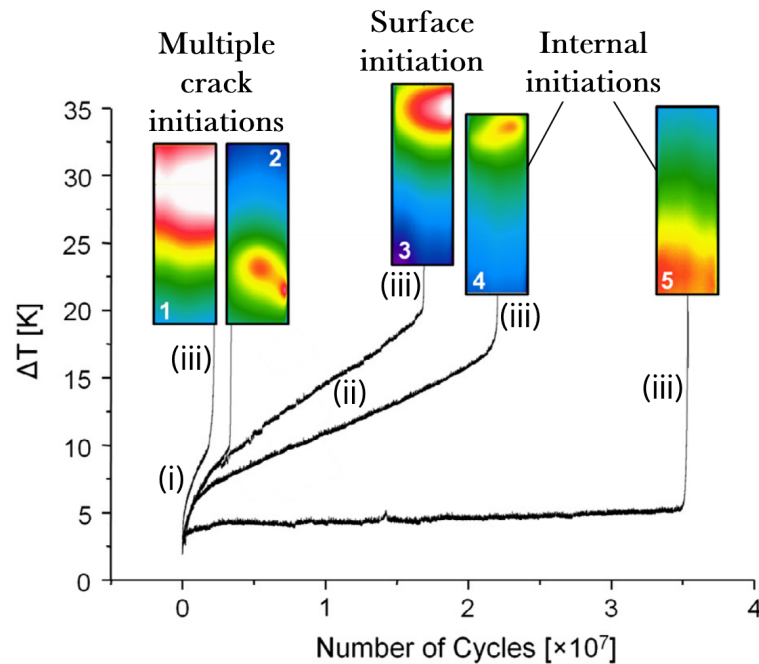 Multiple
crack
initiations
Surface
initiation
Internal
initiations
35
30
25
20
15
10
5
0
ΔT [K]
1
2
3
4
5
(iii)
(iii)
(iii)
(iii)
(ii)
(i)
0
1
2
3
4
Number of Cycles [×10⁷]